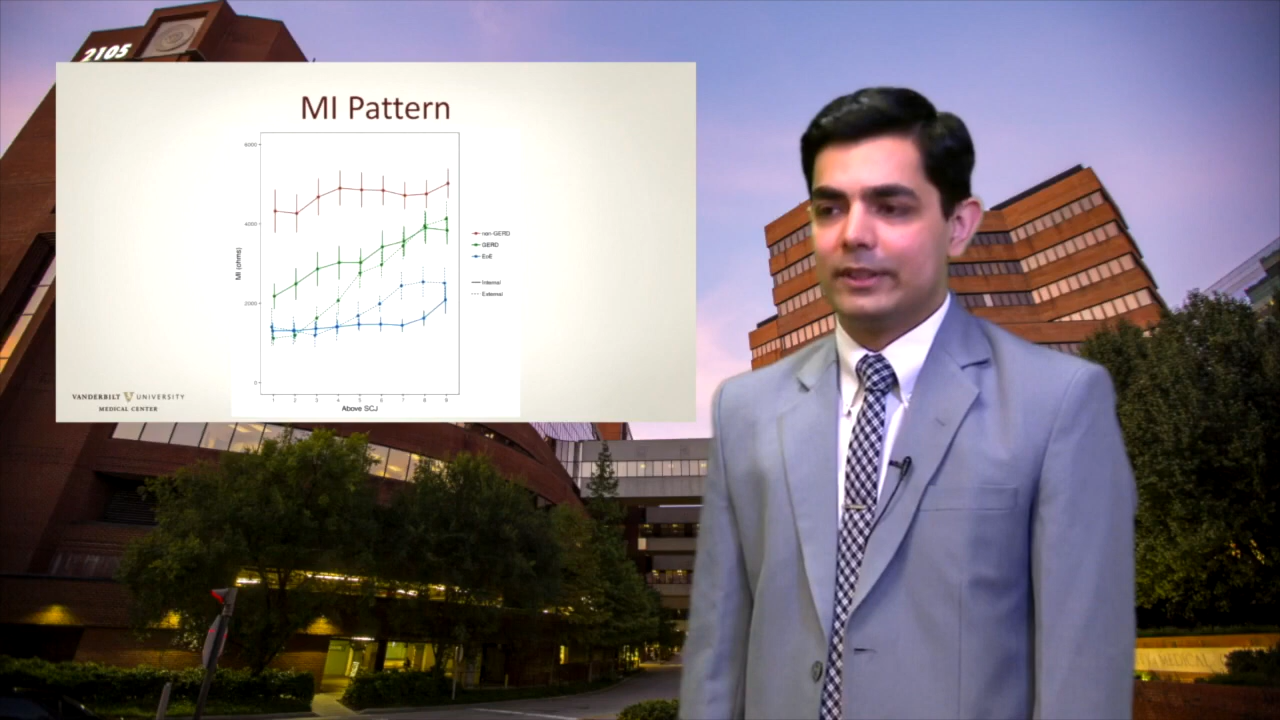 2105
MI Pattern
6000
4000
2000
0
MI (ohms)
1 2 3 4 5 6 7 8 9
Above SCJ
non-GERD
GERD
EoE
Internal
External
VANDERBILT V UNIVERSITY
MEDICAL CENTER
MEDICAL